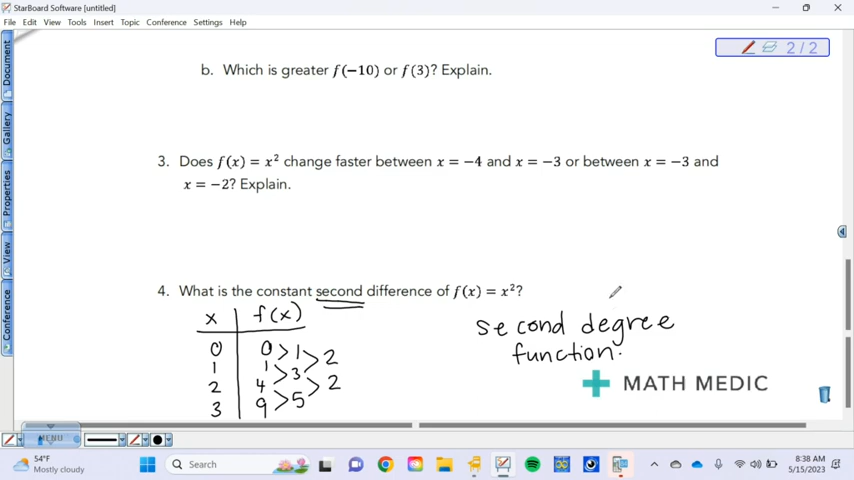 StarBoard Software [untitled]
File Edit View Tools Insert Topic Conference Settings Help
Document
Gallery
Properties
View
Conference
2 / 2
b. Which is greater f(−10) or f(3)? Explain.
3. Does f(x) = x² change faster between x = −4 and x = −3 or between x = −3 and
x = −2? Explain.
4. What is the constant second difference of f(x) = x²?
x f(x)
0 0 > 1 > 2
1 1 > 3
2 4 > 2
3 9 > 5
second degree
function.
MATH MEDIC
MENU
54°F
Mostly cloudy
Search
8:38 AM
5/15/2023